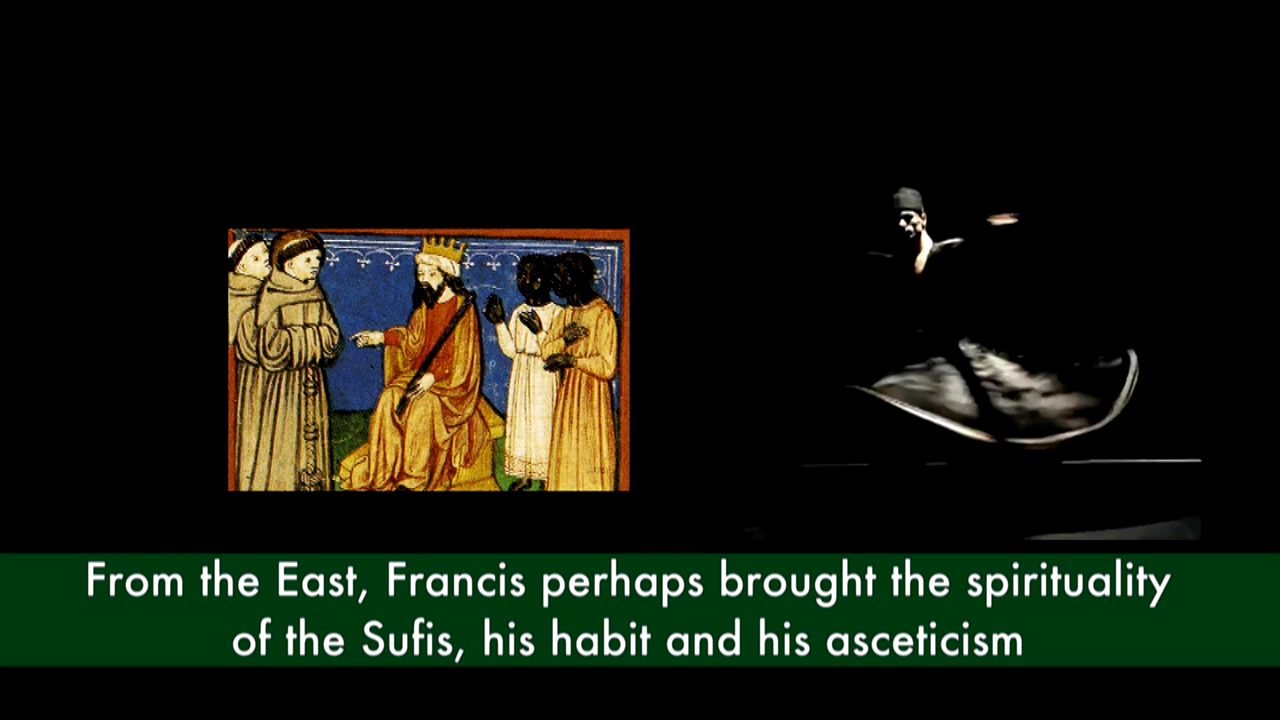 From the East, Francis perhaps brought the spirituality
of the Sufis, his habit and his asceticism